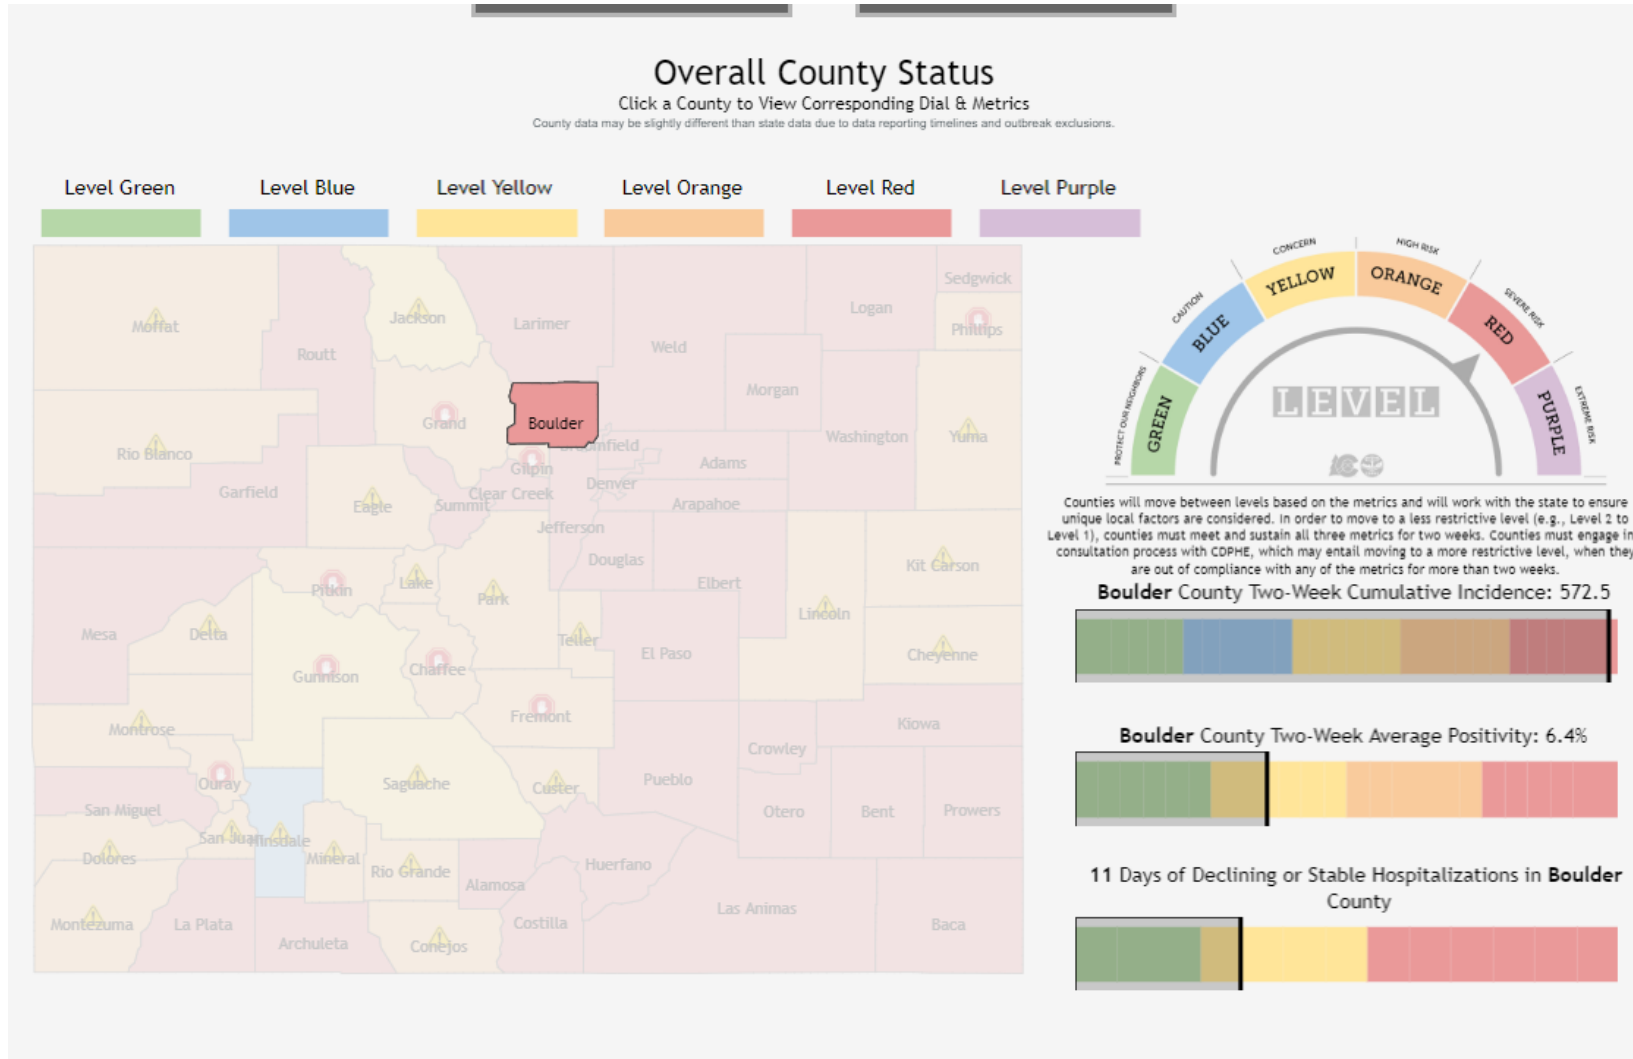 Overall County Status
Click a County to View Corresponding Dial & Metrics
County data may be slightly different than state data due to data reporting timelines and outbreak exclusions.
Level Green
Level Blue
Level Yellow
Level Orange
Level Red
Level Purple
Moffat
Routt
Jackson
Larimer
Weld
Logan
Sedgwick
Phillips
Morgan
Rio Blanco
Grand
Boulder
Washington
Yuma
Garfield
Eagle
Summit
Gilpin
Clear Creek
Denver
Adams
Arapahoe
Jefferson
Douglas
Elbert
Kit Carson
Pitkin
Lake
Park
Lincoln
Mesa
Delta
Gunnison
Chaffee
Teller
El Paso
Cheyenne
Montrose
Fremont
Kiowa
Crowley
Ouray
Saguache
Custer
Pueblo
San Miguel
Otero
Bent
Prowers
San Juan
Hinsdale
Dolores
Mineral
Rio Grande
Huerfano
Alamosa
Montezuma
La Plata
Archuleta
Conejos
Costilla
Las Animas
Baca
PROTECT OUR NEIGHBORS
CAUTION
CONCERN
HIGH RISK
SEVERE RISK
EXTREME RISK
GREEN
BLUE
YELLOW
ORANGE
RED
PURPLE
LEVEL
Counties will move between levels based on the metrics and will work with the state to ensure
unique local factors are considered. In order to move to a less restrictive level (e.g., Level 2 to
Level 1), counties must meet and sustain all three metrics for two weeks. Counties must engage in
consultation process with CDPHE, which may entail moving to a more restrictive level, when they
are out of compliance with any of the metrics for more than two weeks.
Boulder County Two-Week Cumulative Incidence: 572.5
Boulder County Two-Week Average Positivity: 6.4%
11 Days of Declining or Stable Hospitalizations in Boulder
County